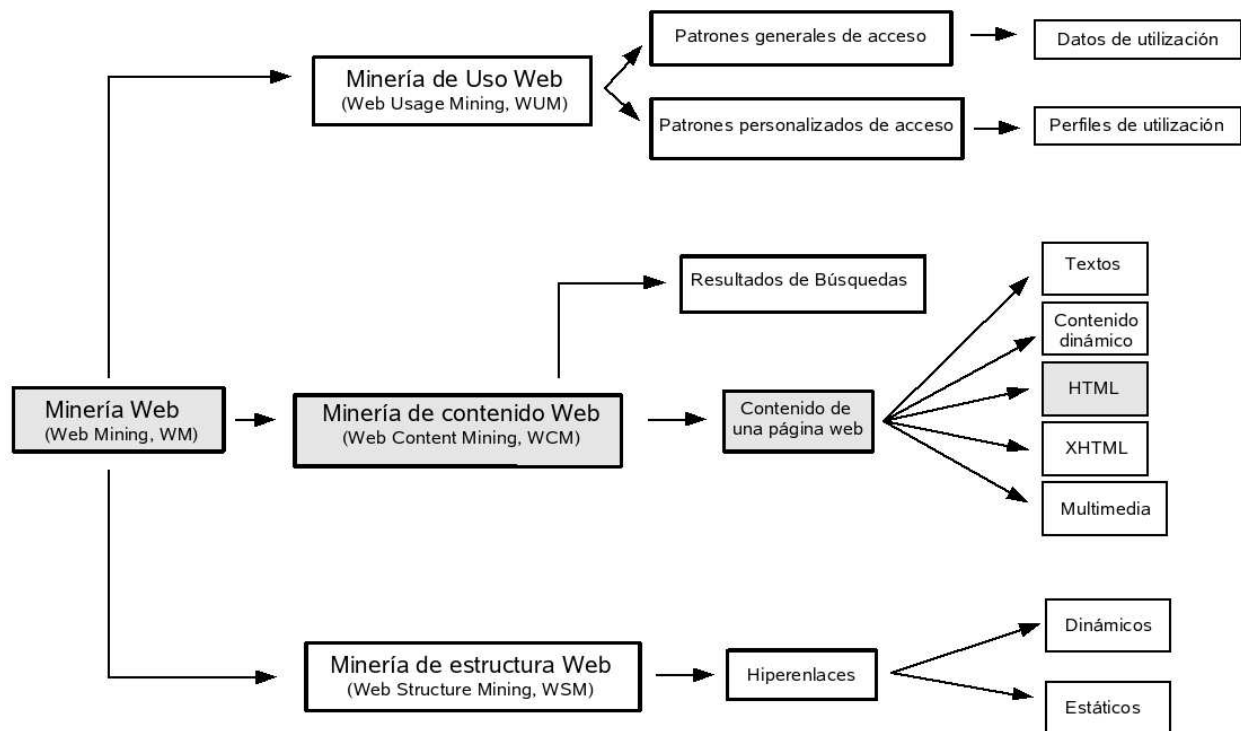 Patrones generales de acceso
Datos de utilización
Minería de Uso Web
(Web Usage Mining, WUM)
Patrones personalizados de acceso
Perfiles de utilización
Resultados de Búsquedas
Textos
Contenido
dinámico
Minería Web
(Web Mining, WM)
Minería de contenido Web
(Web Content Mining, WCM)
Contenido de
una página web
HTML
XHTML
Multimedia
Minería de estructura Web
(Web Structure Mining, WSM)
Hiperenlaces
Dinámicos
Estáticos